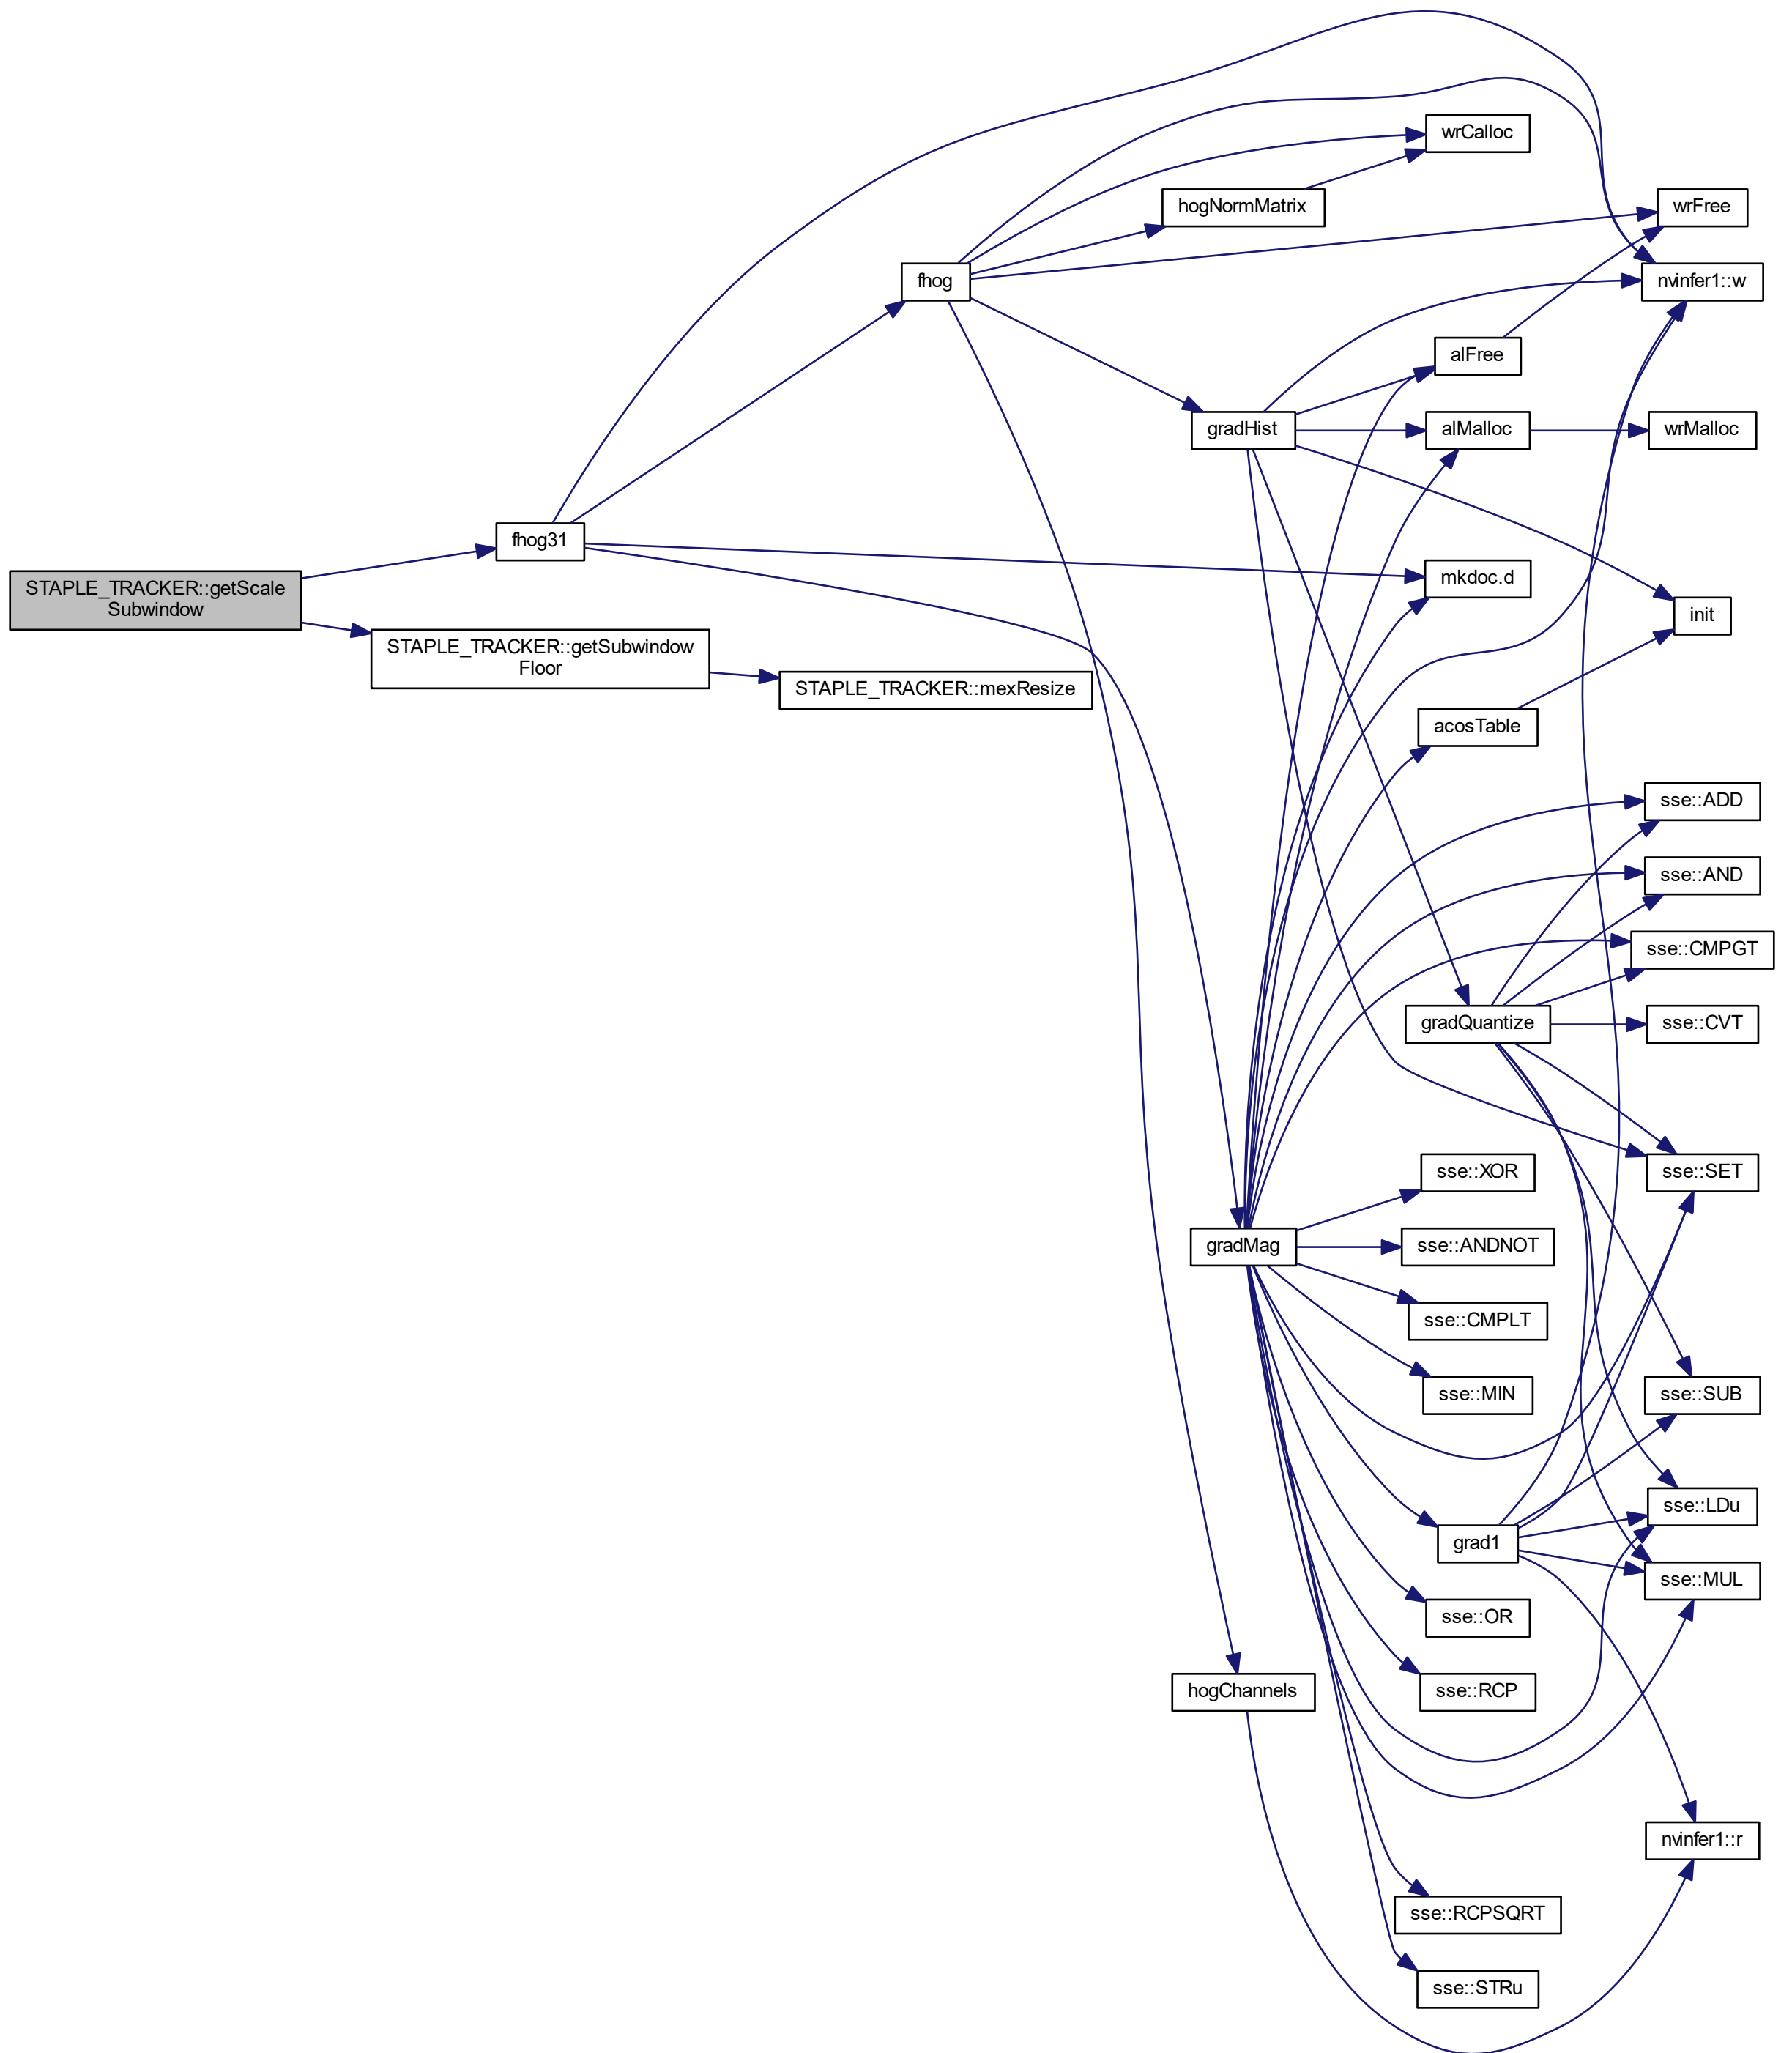 wrCalloc
hogNormMatrix
wrFree
fhog
nvinfer1::w
alFree
gradHist
alMalloc
wrMalloc
fhog31
mkdoc.d
STAPLE_TRACKER::getScale
Subwindow
init
STAPLE_TRACKER::getSubwindow
Floor
STAPLE_TRACKER::mexResize
acosTable
sse::ADD
sse::AND
sse::CMPGT
gradQuantize
sse::CVT
sse::XOR
sse::SET
gradMag
sse::ANDNOT
sse::CMPLT
sse::MIN
sse::SUB
sse::LDu
grad1
sse::MUL
sse::OR
hogChannels
sse::RCP
nvinfer1::r
sse::RCPSQRT
sse::STRu